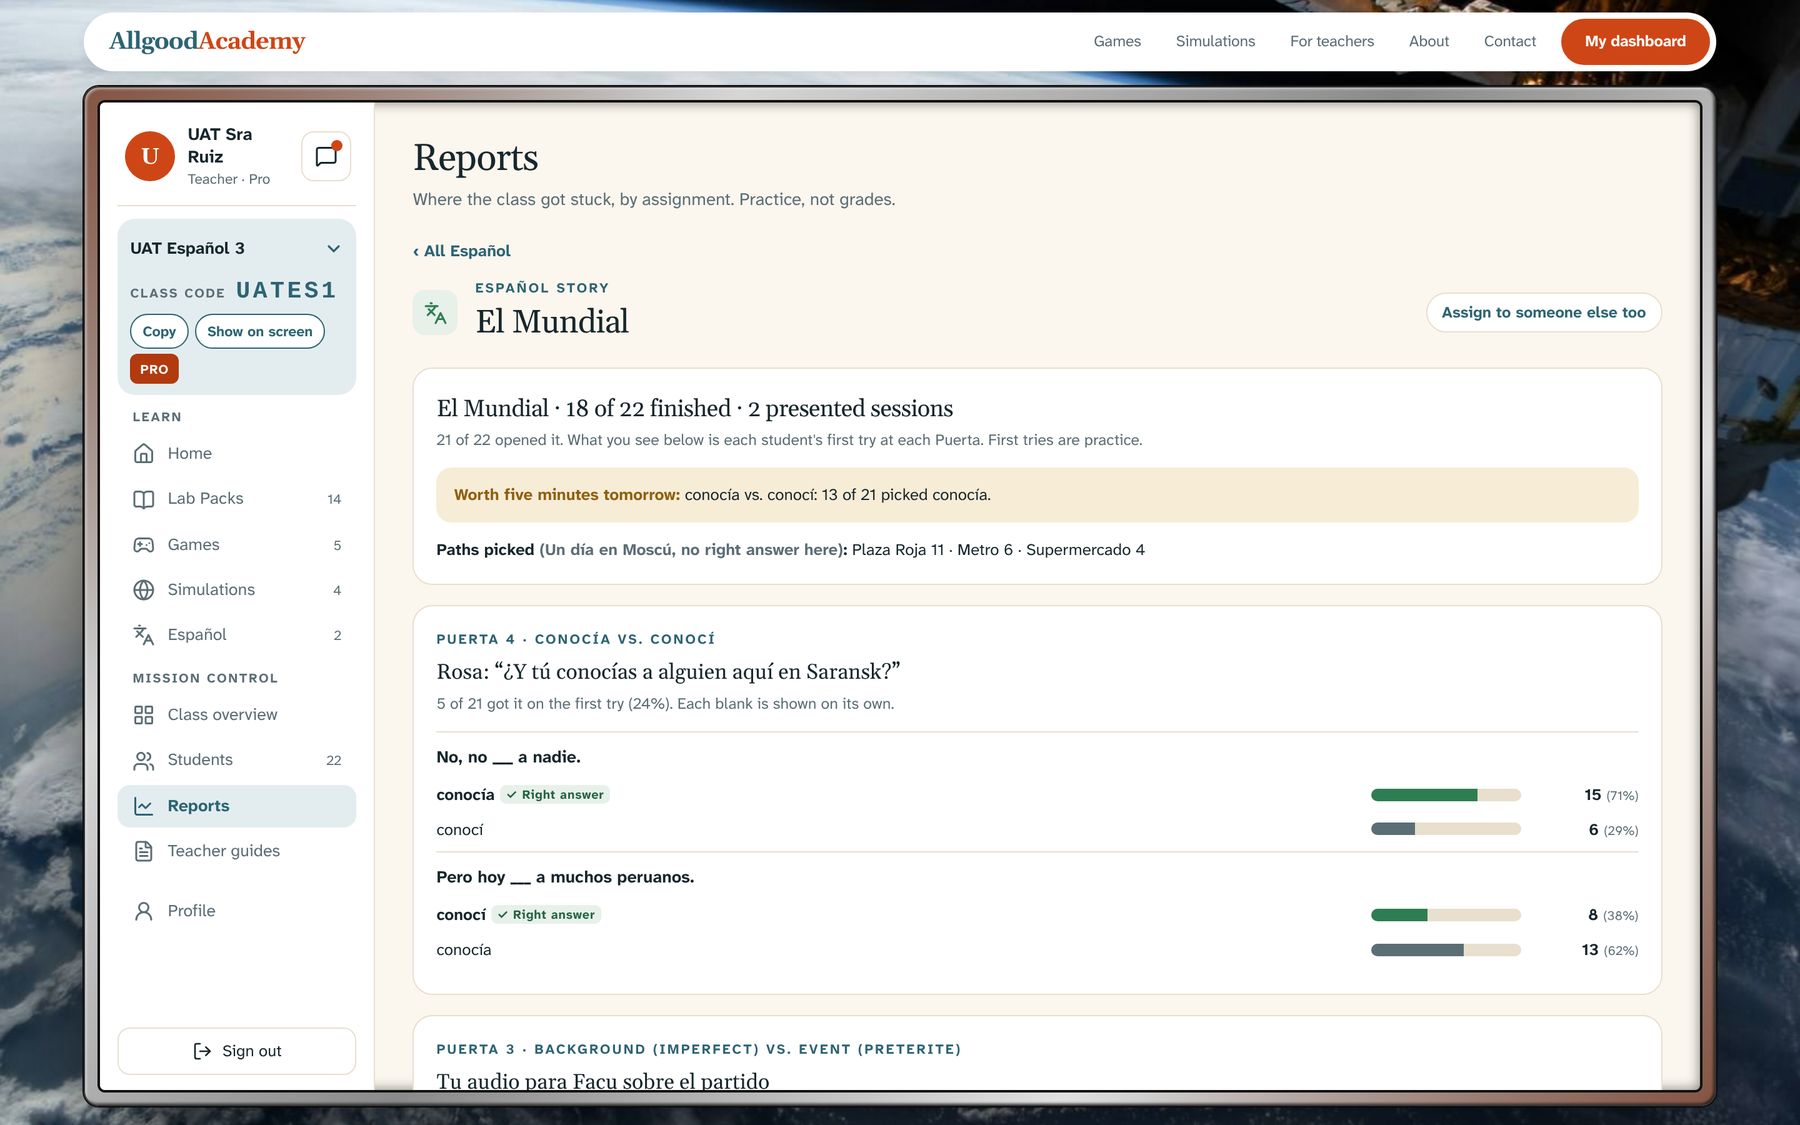 AllgoodAcademy
Games
Simulations
For teachers
About
Contact
My dashboard
U
UAT Sra
Ruiz
Teacher · Pro
UAT Español 3
CLASS CODE UATES1
Copy
Show on screen
PRO
LEARN
Home
Lab Packs 14
Games 5
Simulations 4
Español 2
MISSION CONTROL
Class overview
Students 22
Reports
Teacher guides
Profile
Sign out
Reports
Where the class got stuck, by assignment. Practice, not grades.
‹ All Español
ESPAÑOL STORY
El Mundial
Assign to someone else too
El Mundial · 18 of 22 finished · 2 presented sessions
21 of 22 opened it. What you see below is each student's first try at each Puerta. First tries are practice.
Worth five minutes tomorrow: conocía vs. conocí: 13 of 21 picked conocía.
Paths picked (Un día en Moscú, no right answer here): Plaza Roja 11 · Metro 6 · Supermercado 4
PUERTA 4 · CONOCÍA VS. CONOCÍ
Rosa: “¿Y tú conocías a alguien aquí en Saransk?”
5 of 21 got it on the first try (24%). Each blank is shown on its own.
No, no __ a nadie.
conocía ✓ Right answer 15 (71%)
conocí 6 (29%)
Pero hoy __ a muchos peruanos.
conocí ✓ Right answer 8 (38%)
conocía 13 (62%)
PUERTA 3 · BACKGROUND (IMPERFECT) VS. EVENT (PRETERITE)
Tu audio para Facu sobre el partido